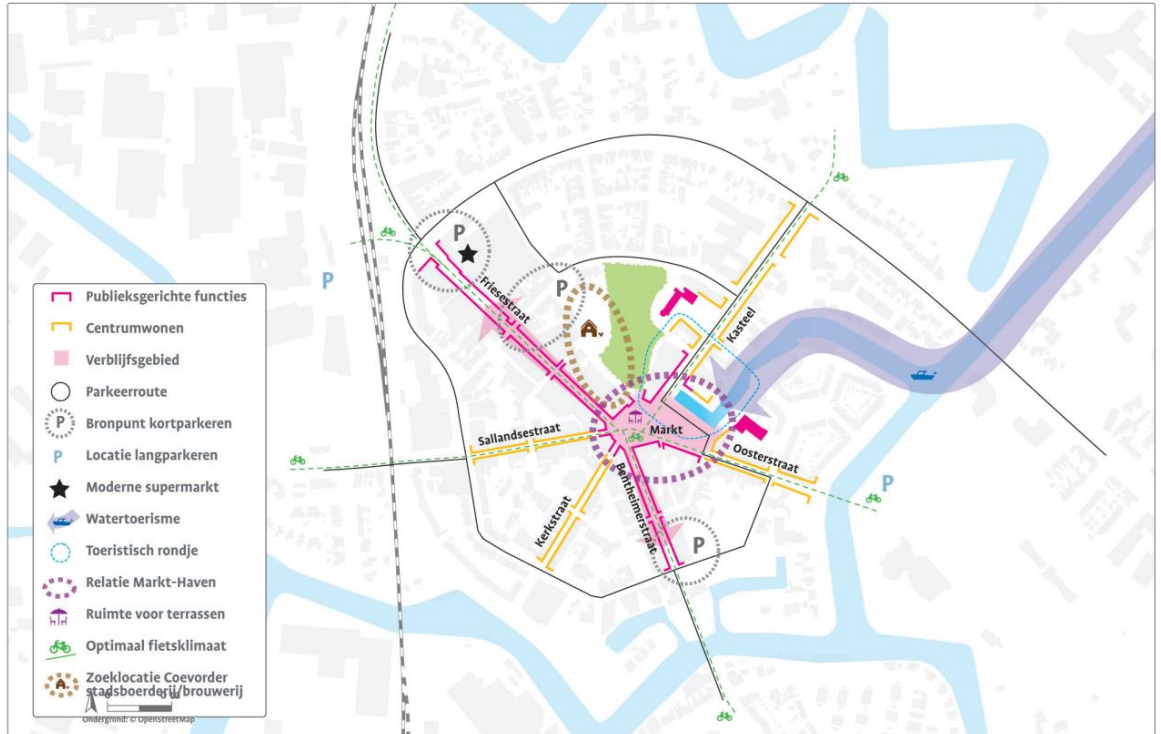 P
P
P
P
P
P
Friesestraat
Kasteel
Markt
Sallandsestraat
Oosterstraat
Kerkstraat
Bentheimerstraat
Publieksgerichte functies
Centrumwonen
Verblijfsgebied
Parkeerroute
P Bronpunt kortparkeren
P Locatie langparkeren
Moderne supermarkt
Watertoerisme
Toeristisch rondje
Relatie Markt-Haven
Ruimte voor terrassen
Optimaal fietsklimaat
Zoeklocatie Coevorder
stadsboerderij/brouwerij
Ondergrond: © OpenStreetMap